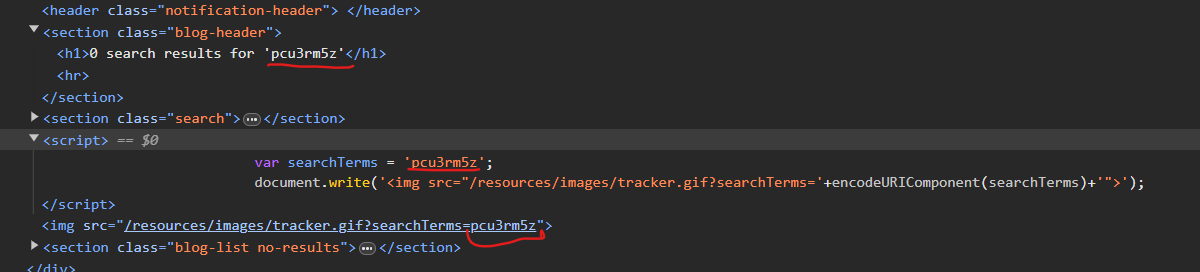 <header class="notification-header"> </header>
<section class="blog-header">
<h1>0 search results for 'pcu3rm5z'</h1>
<hr>
</section>
<section class="search"> … </section>
<script> == $0
var searchTerms = 'pcu3rm5z';
document.write('<img src="/resources/images/tracker.gif?searchTerms='+encodeURIComponent(searchTerms)+'">');
</script>
<img src="/resources/images/tracker.gif?searchTerms=pcu3rm5z">
<section class="blog-list no-results"> … </section>
</div>